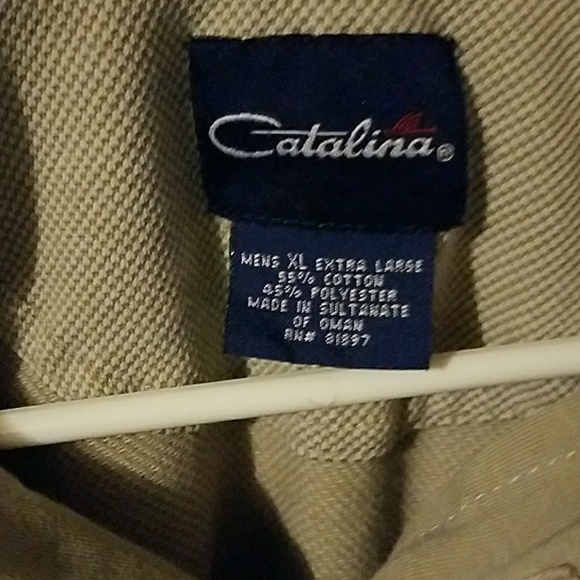 Catalina®
MENS XL EXTRA LARGE
55% COTTON
45% POLYESTER
MADE IN SULTANATE
OF OMAN
RN# 81897